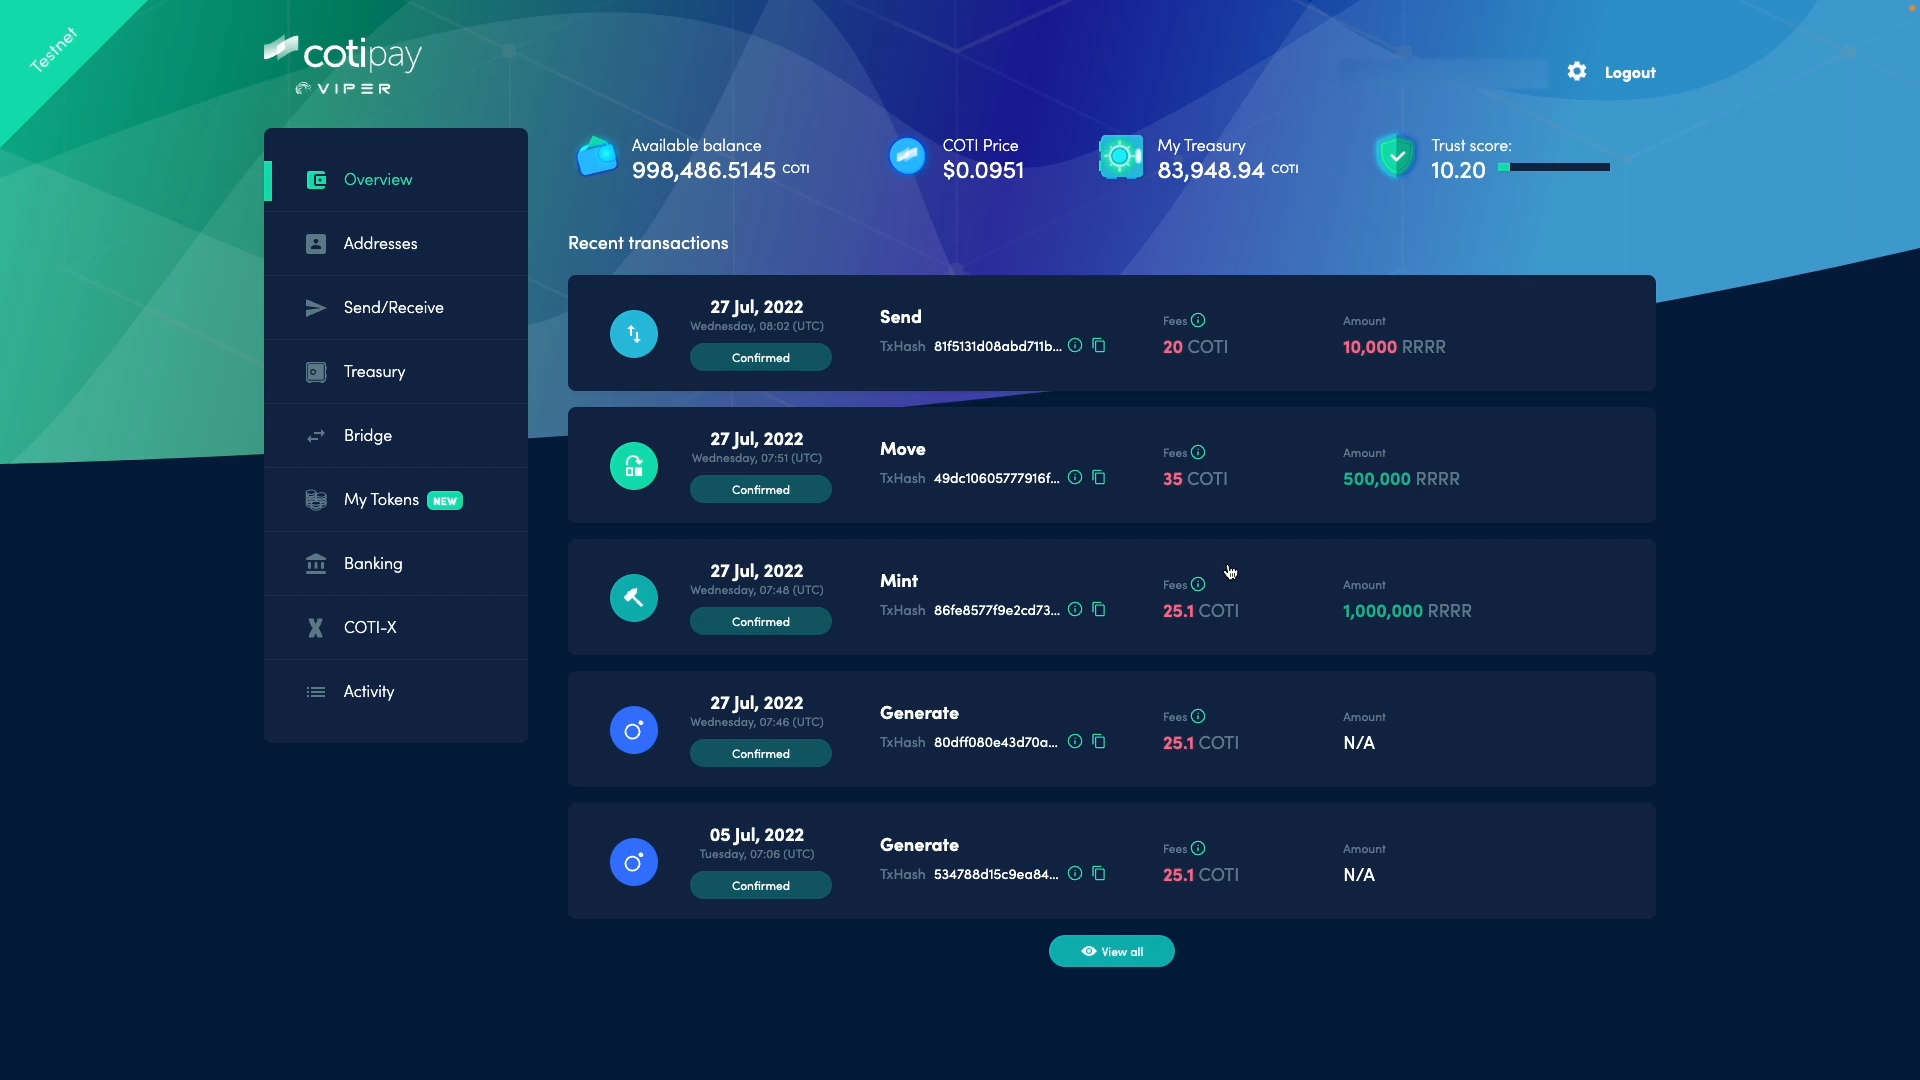 Testnet
cotipay
VIPER
Logout
Available balance
998,486.5145 COTI
COTI Price
$0.0951
My Treasury
83,948.94 COTI
Trust score:
10.20
Overview
Addresses
Send/Receive
Treasury
Bridge
My Tokens NEW
Banking
COTI-X
Activity
Recent transactions
27 Jul, 2022
Wednesday, 08:02 (UTC)
Confirmed
Send
TxHash 81f5131d08abd711b...
Fees
20 COTI
Amount
10,000 RRRR
27 Jul, 2022
Wednesday, 07:51 (UTC)
Confirmed
Move
TxHash 49dc10605777916f...
Fees
35 COTI
Amount
500,000 RRRR
27 Jul, 2022
Wednesday, 07:48 (UTC)
Confirmed
Mint
TxHash 86fe8577f9e2cd73...
Fees
25.1 COTI
Amount
1,000,000 RRRR
27 Jul, 2022
Wednesday, 07:46 (UTC)
Confirmed
Generate
TxHash 80dff080e43d70a...
Fees
25.1 COTI
Amount
N/A
05 Jul, 2022
Tuesday, 07:06 (UTC)
Confirmed
Generate
TxHash 534788d15c9ea84...
Fees
25.1 COTI
Amount
N/A
View all